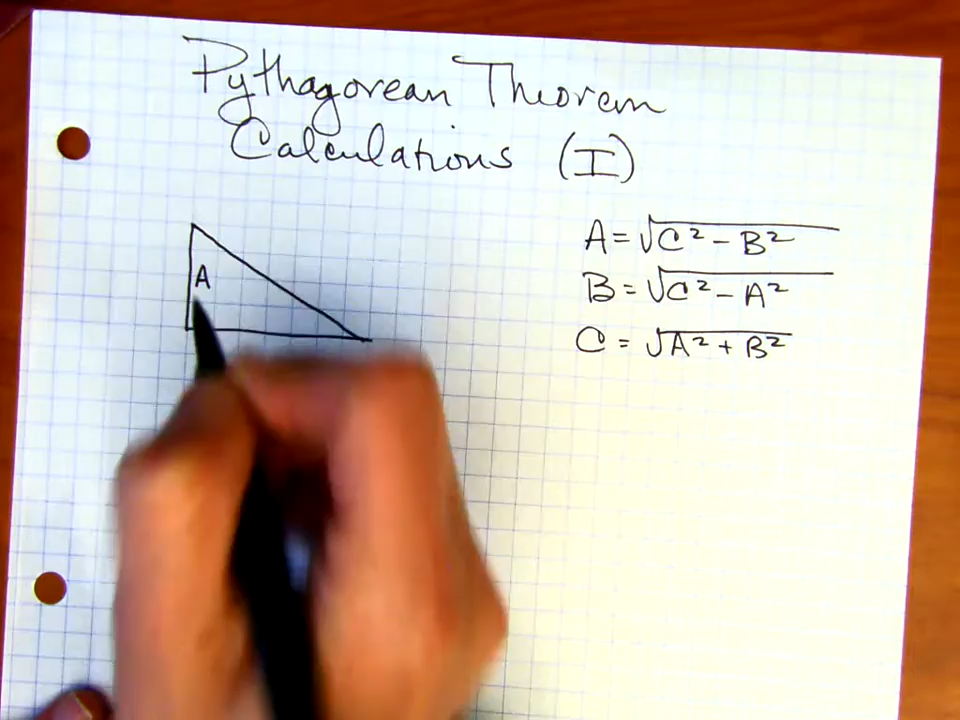 Pythagorean Theorem
Calculations (I)
A
A = √C² - B²
B = √C² - A²
C = √A² + B²